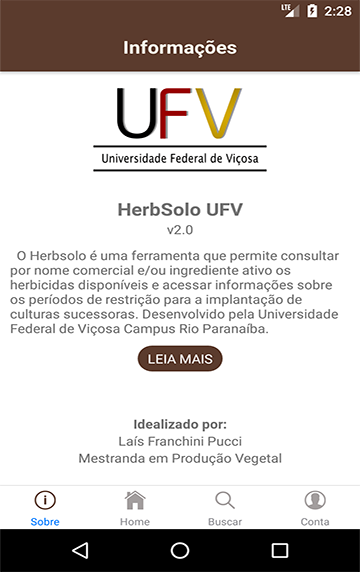 LTE 2:28
Informações
UFV
Universidade Federal de Viçosa
HerbSolo UFV
v2.0
O Herbsolo é uma ferramenta que permite consultar
por nome comercial e/ou ingrediente ativo os
herbicidas disponíveis e acessar informações sobre
os períodos de restrição para a implantação de
culturas sucessoras. Desenvolvido pela Universidade
Federal de Viçosa Campus Rio Paranaíba.
LEIA MAIS
Idealizado por:
Laís Franchini Pucci
Mestranda em Produção Vegetal
Sobre Home Buscar Conta